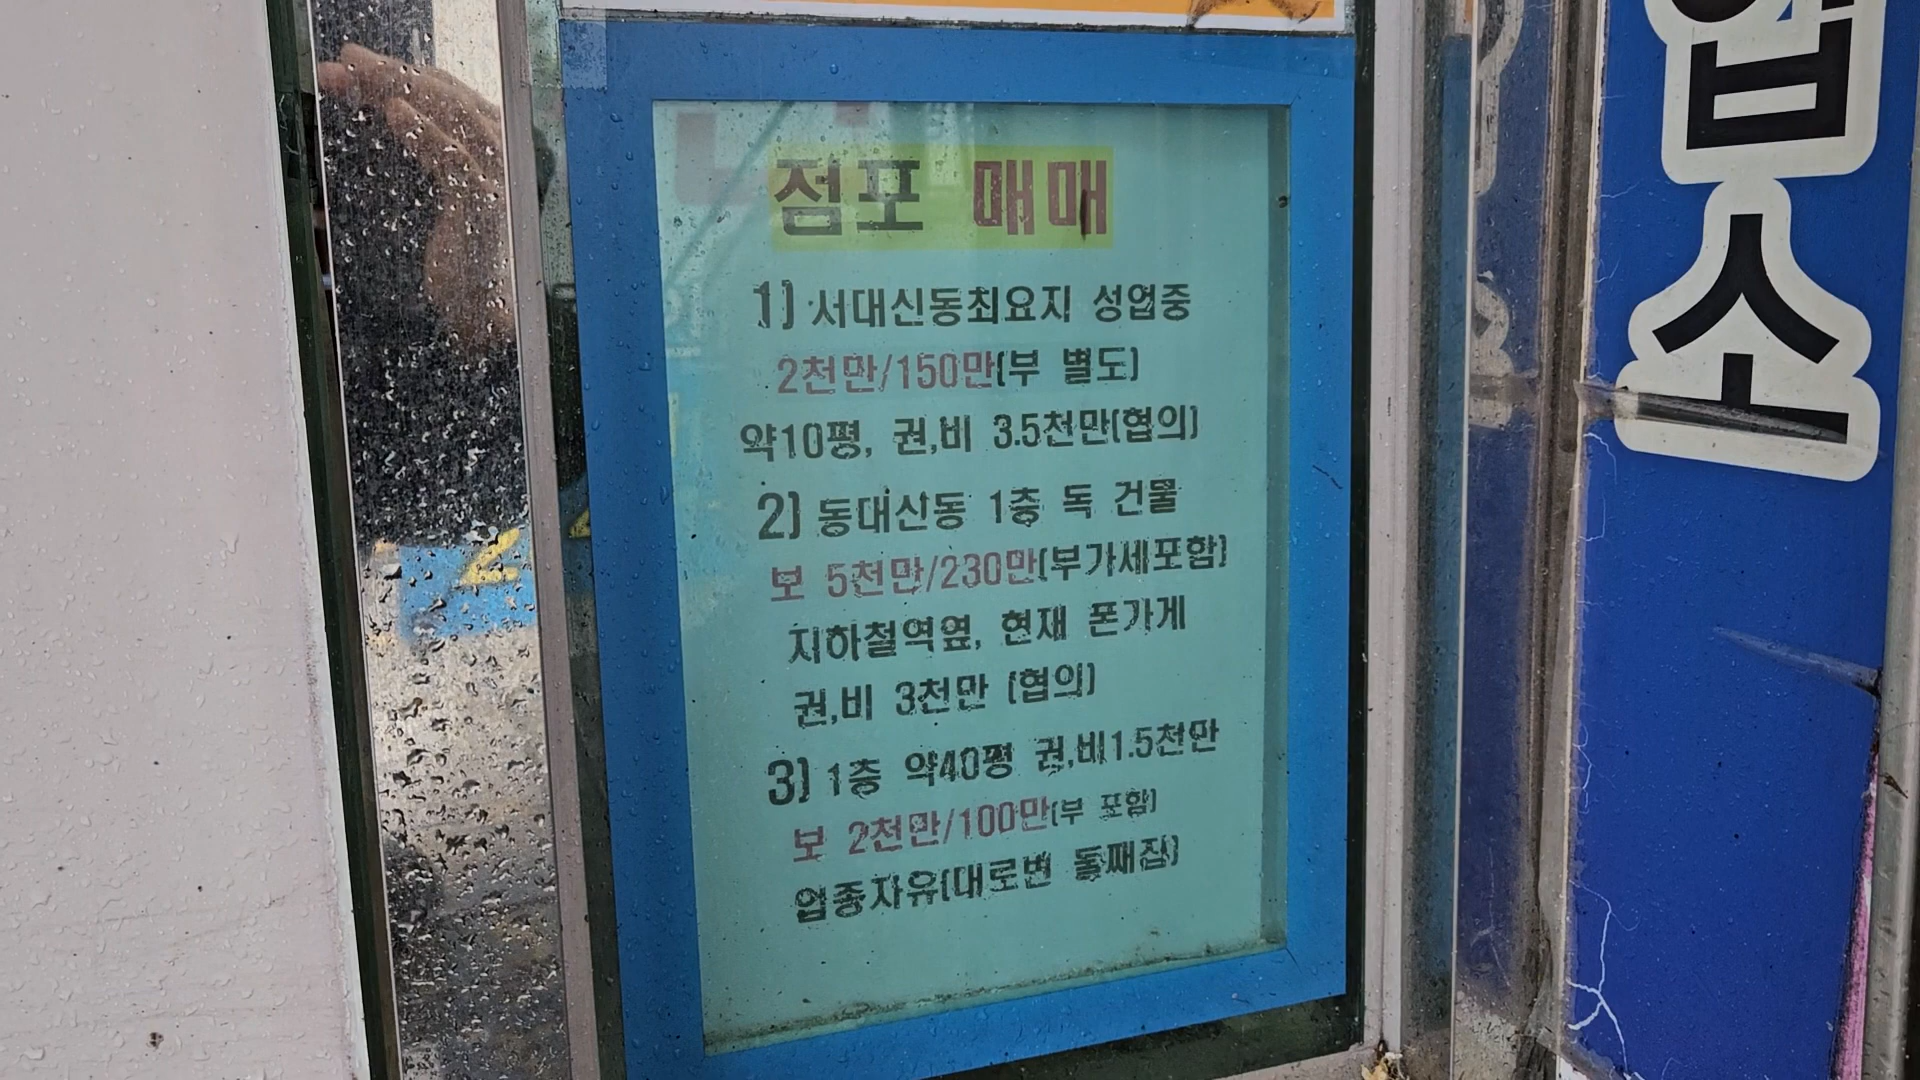 점포 매매
1) 서대신동최요지 성업중
2천만/150만(부 별도)
약10평, 권,비 3.5천만(협의)
2) 동대신동 1층 독 건물
보 5천만/230만(부가세포함)
지하철역옆, 현재 폰가게
권,비 3천만 (협의)
3) 1층 약40평 권,비1.5천만
보 2천만/100만(부 포함)
업종자유(대로변 둘째집)
소